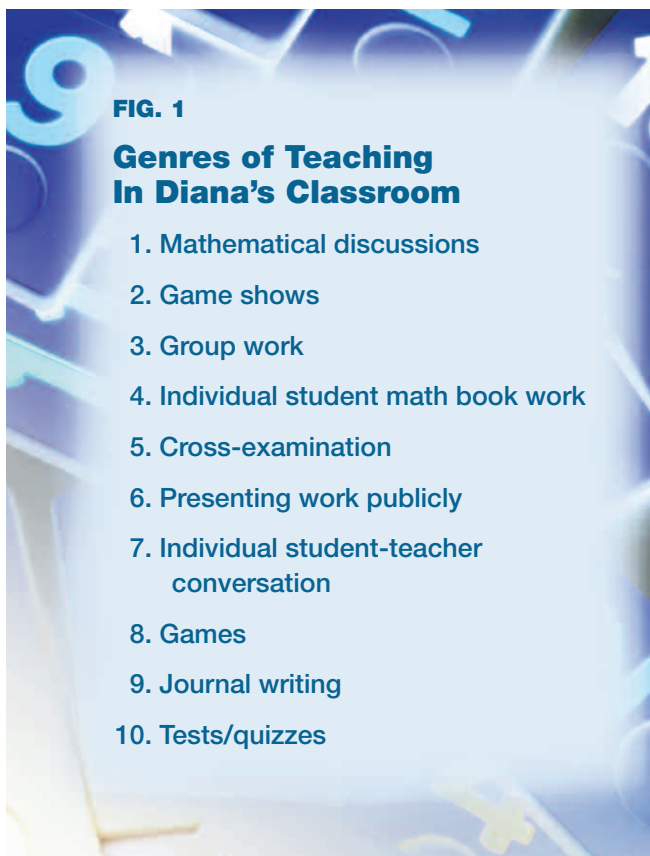 9
FIG. 1
Genres of Teaching
In Diana's Classroom
1. Mathematical discussions
2. Game shows
3. Group work
4. Individual student math book work
5. Cross-examination
6. Presenting work publicly
7. Individual student-teacher
conversation
8. Games
9. Journal writing
10. Tests/quizzes